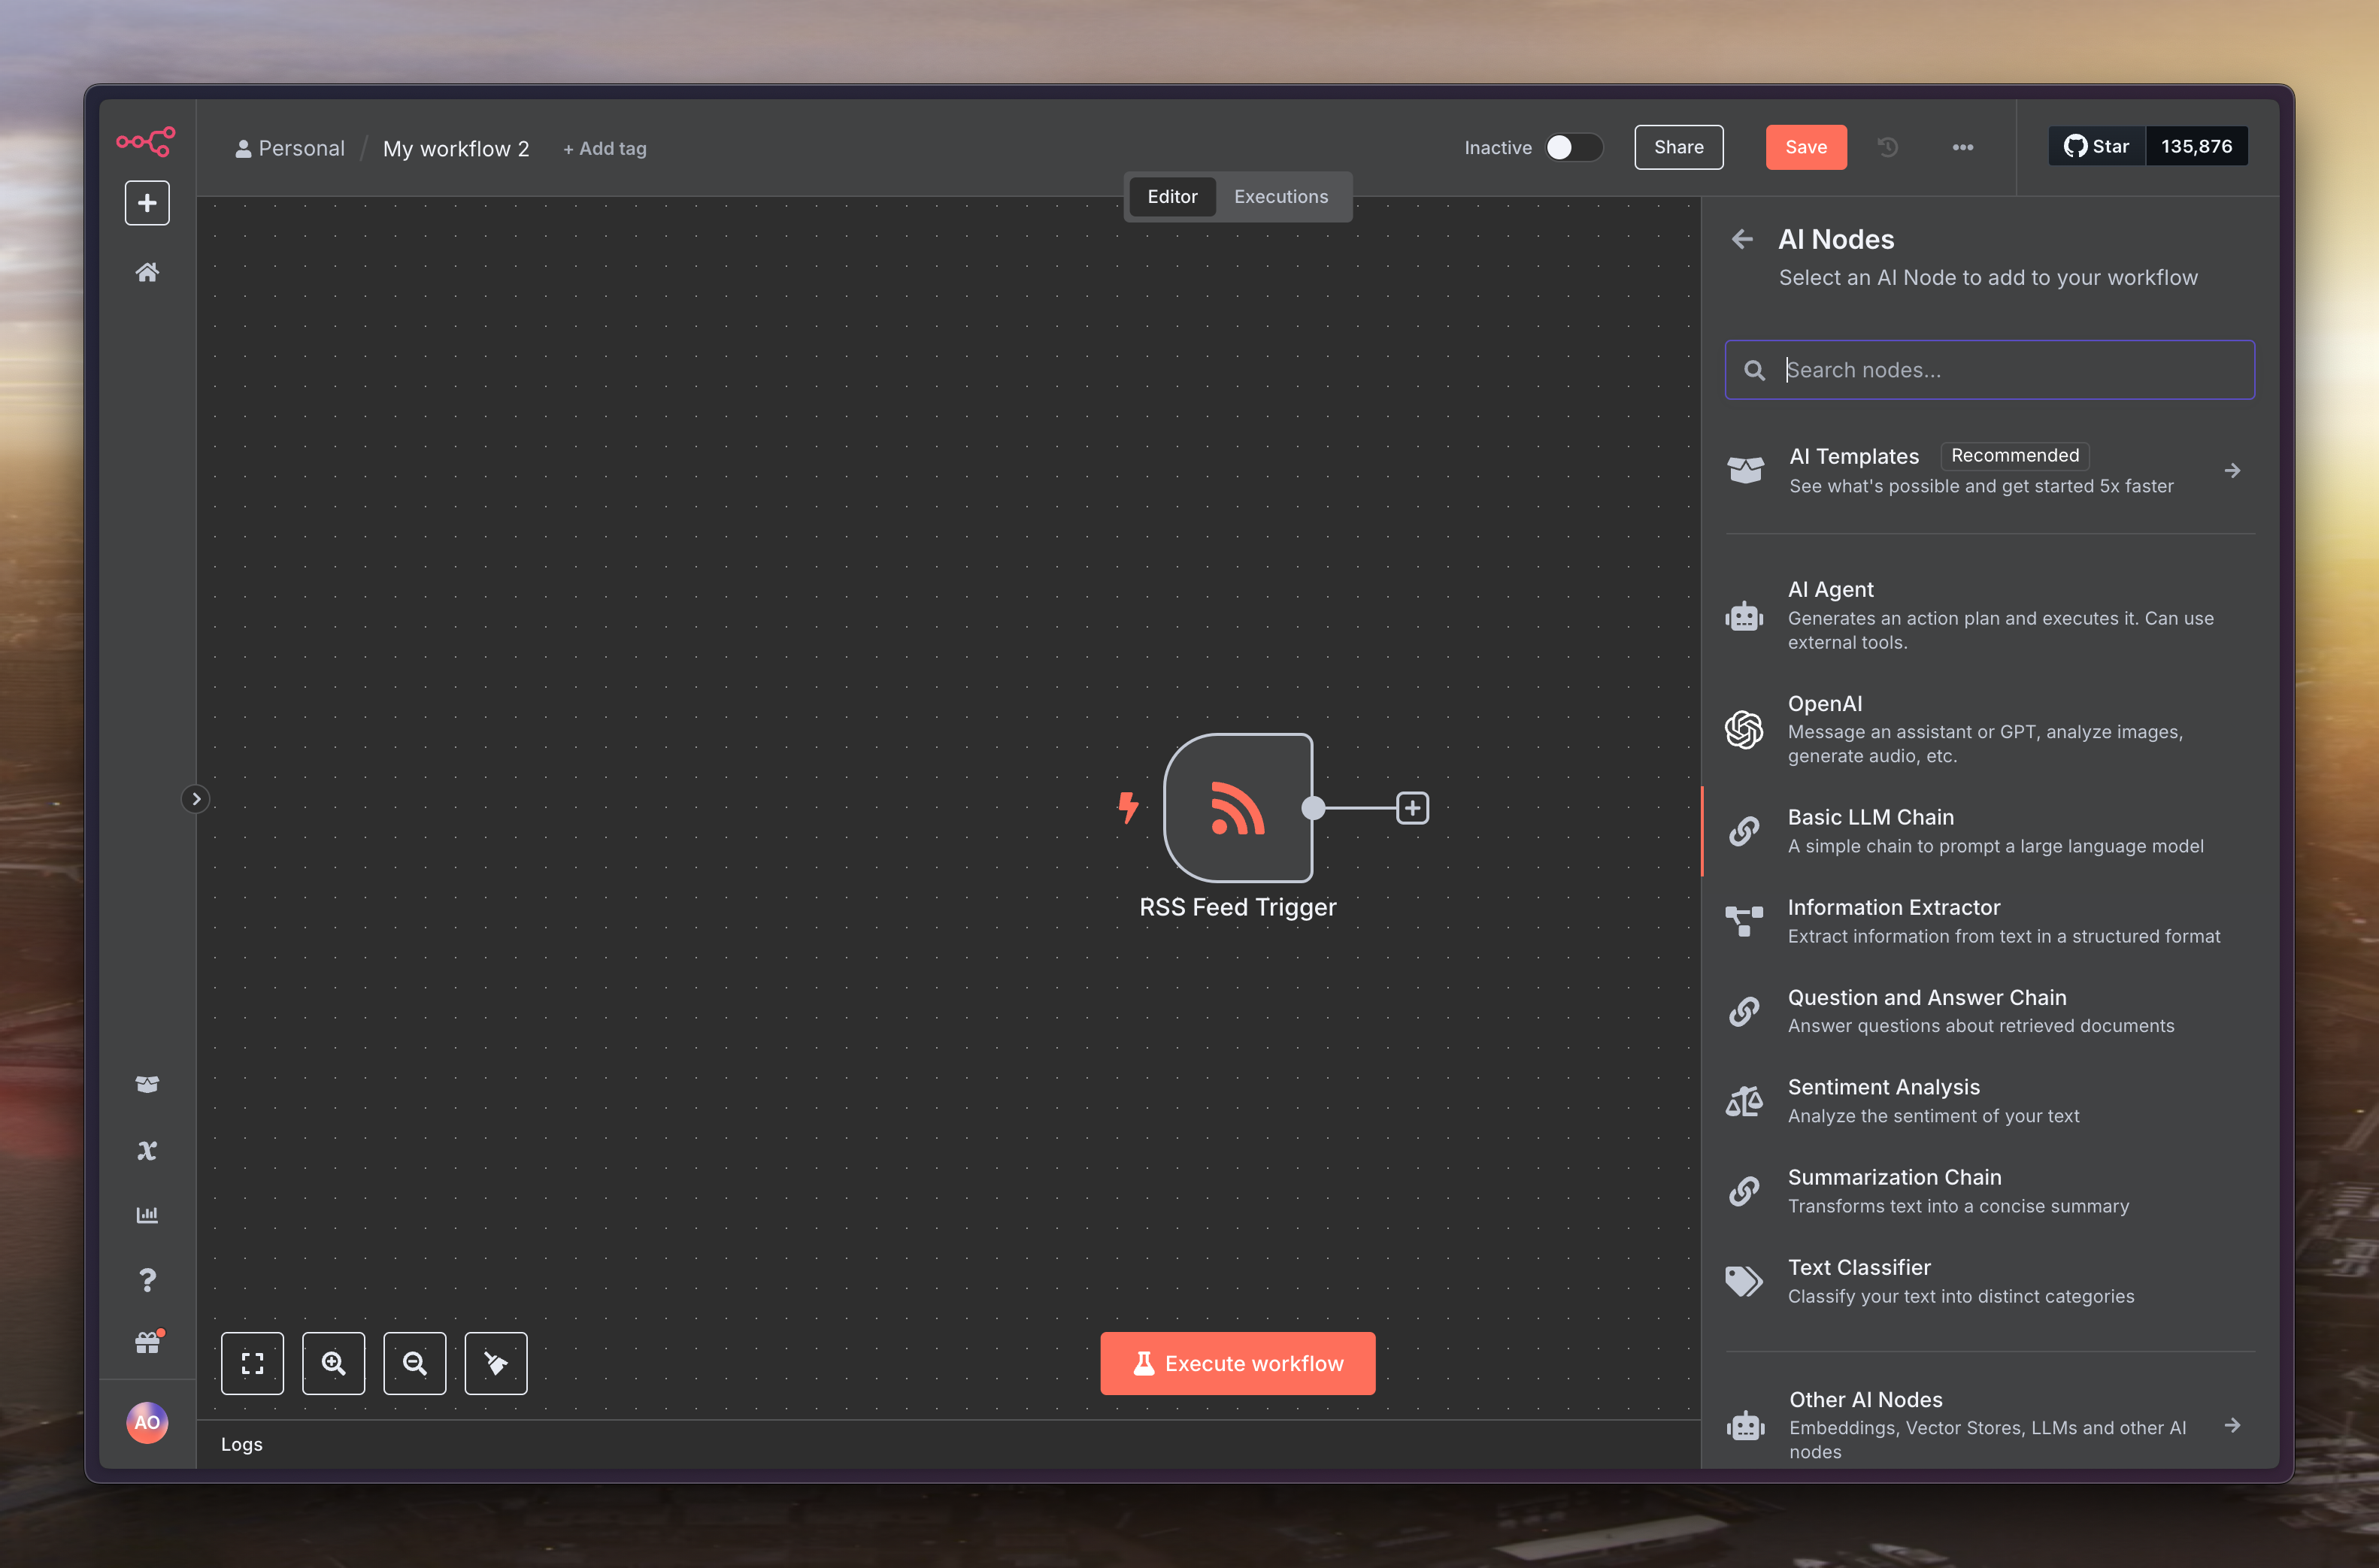 Personal / My workflow 2 + Add tag
Inactive
Share
Save
Star 135,876
Editor Executions
RSS Feed Trigger
Execute workflow
Logs
AO
AI Nodes
Select an AI Node to add to your workflow
Search nodes...
AI Templates Recommended
See what's possible and get started 5x faster
AI Agent
Generates an action plan and executes it. Can use
external tools.
OpenAI
Message an assistant or GPT, analyze images,
generate audio, etc.
Basic LLM Chain
A simple chain to prompt a large language model
Information Extractor
Extract information from text in a structured format
Question and Answer Chain
Answer questions about retrieved documents
Sentiment Analysis
Analyze the sentiment of your text
Summarization Chain
Transforms text into a concise summary
Text Classifier
Classify your text into distinct categories
Other AI Nodes
Embeddings, Vector Stores, LLMs and other AI
nodes